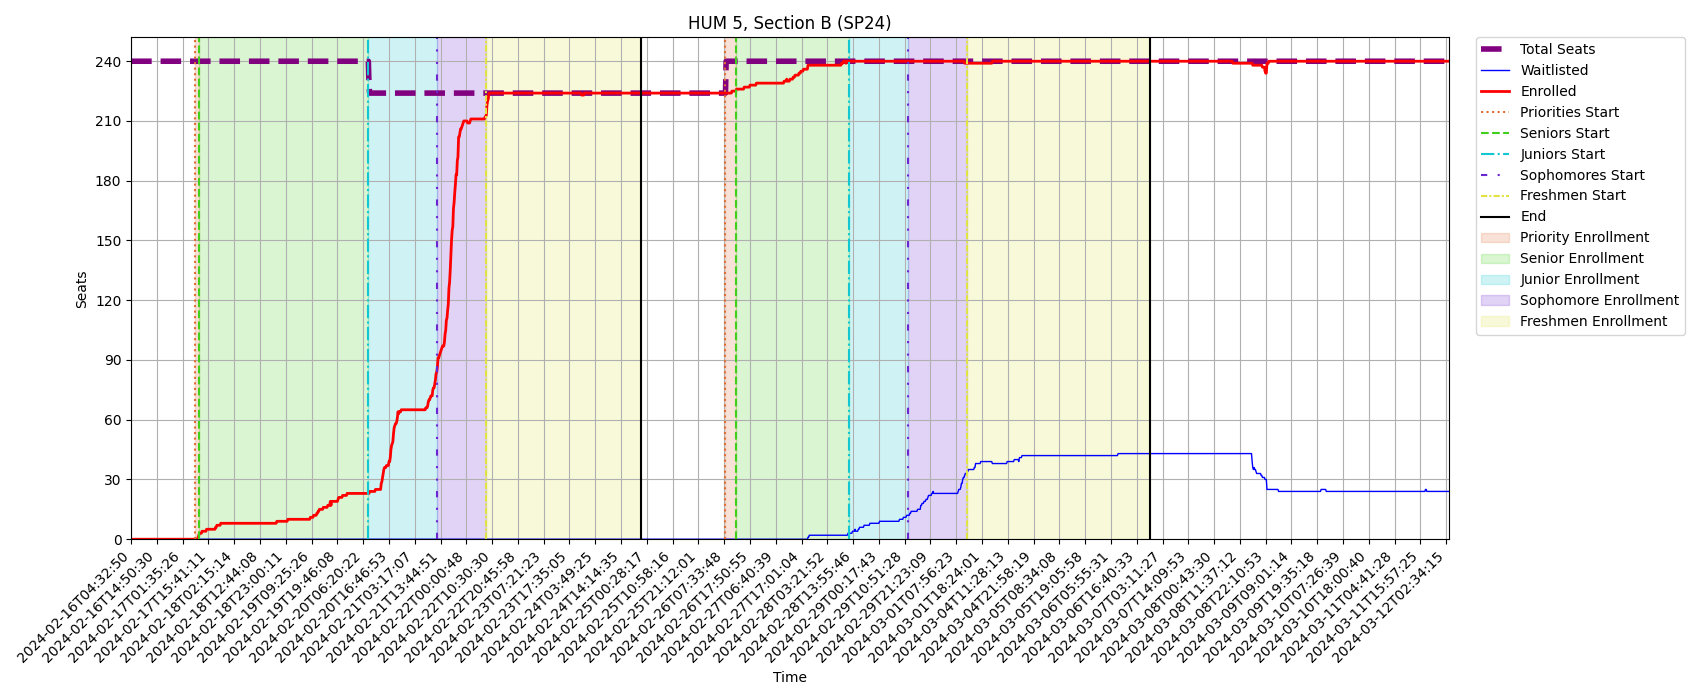 HUM 5, Section B (SP24)
Total Seats
Waitlisted
Enrolled
Priorities Start
Seniors Start
Juniors Start
Sophomores Start
Freshmen Start
End
Priority Enrollment
Senior Enrollment
Junior Enrollment
Sophomore Enrollment
Freshmen Enrollment
Seats
240
210
180
150
120
90
60
30
0
2024-02-16T04:32:50
2024-02-16T14:50:30
2024-02-17T01:35:26
2024-02-17T15:41:11
2024-02-18T02:15:14
2024-02-18T12:44:08
2024-02-18T23:00:11
2024-02-19T09:25:26
2024-02-19T19:46:08
2024-02-20T06:20:22
2024-02-20T16:46:53
2024-02-21T03:17:07
2024-02-21T13:44:51
2024-02-22T00:00:48
2024-02-22T10:30:30
2024-02-22T20:45:58
2024-02-23T07:21:23
2024-02-23T17:35:05
2024-02-24T03:49:25
2024-02-24T14:14:35
2024-02-25T00:28:17
2024-02-25T10:58:16
2024-02-25T21:12:01
2024-02-26T07:33:48
2024-02-26T17:50:55
2024-02-27T06:40:39
2024-02-27T17:01:04
2024-02-28T03:21:52
2024-02-28T13:55:46
2024-02-29T00:17:43
2024-02-29T10:51:28
2024-02-29T21:23:09
2024-03-01T07:56:23
2024-03-01T18:24:01
2024-03-04T11:28:13
2024-03-04T21:58:19
2024-03-05T08:34:08
2024-03-05T19:05:58
2024-03-06T05:55:31
2024-03-06T16:40:33
2024-03-07T03:11:27
2024-03-07T14:09:53
2024-03-08T00:43:30
2024-03-08T11:37:12
2024-03-08T22:10:53
2024-03-09T09:01:14
2024-03-09T19:35:18
2024-03-10T07:26:39
2024-03-10T18:00:40
2024-03-11T04:41:28
2024-03-11T15:57:25
2024-03-12T02:34:15
Time